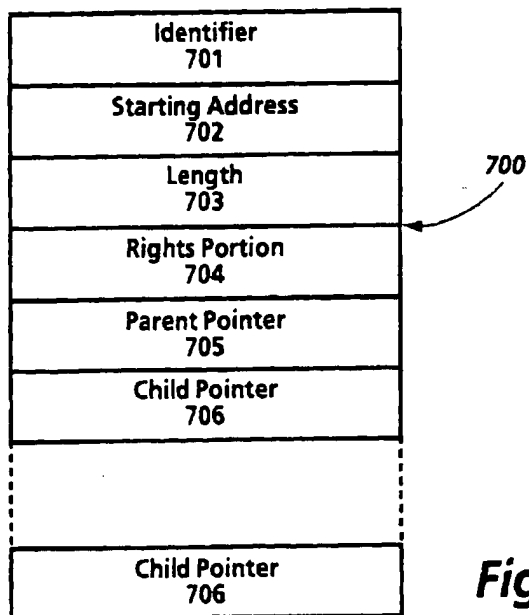 Identifier
701
Starting Address
702
Length
703
700
Rights Portion
704
Parent Pointer
705
Child Pointer
706
Child Pointer
706
Fig